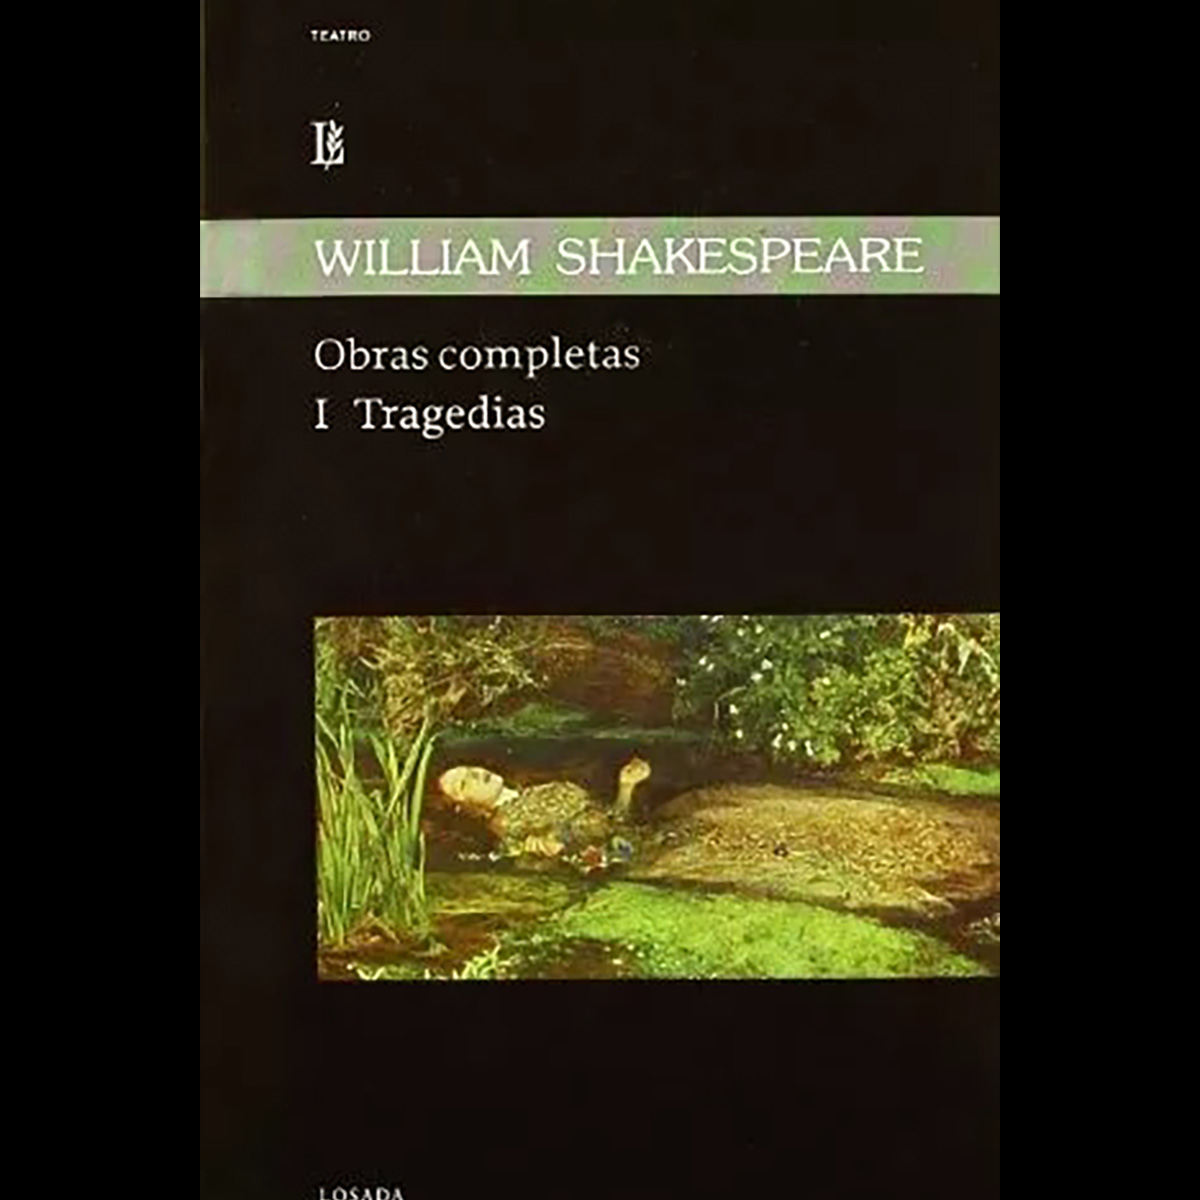 TEATRO
L
WILLIAM SHAKESPEARE
Obras completas
I Tragedias
LOSADA